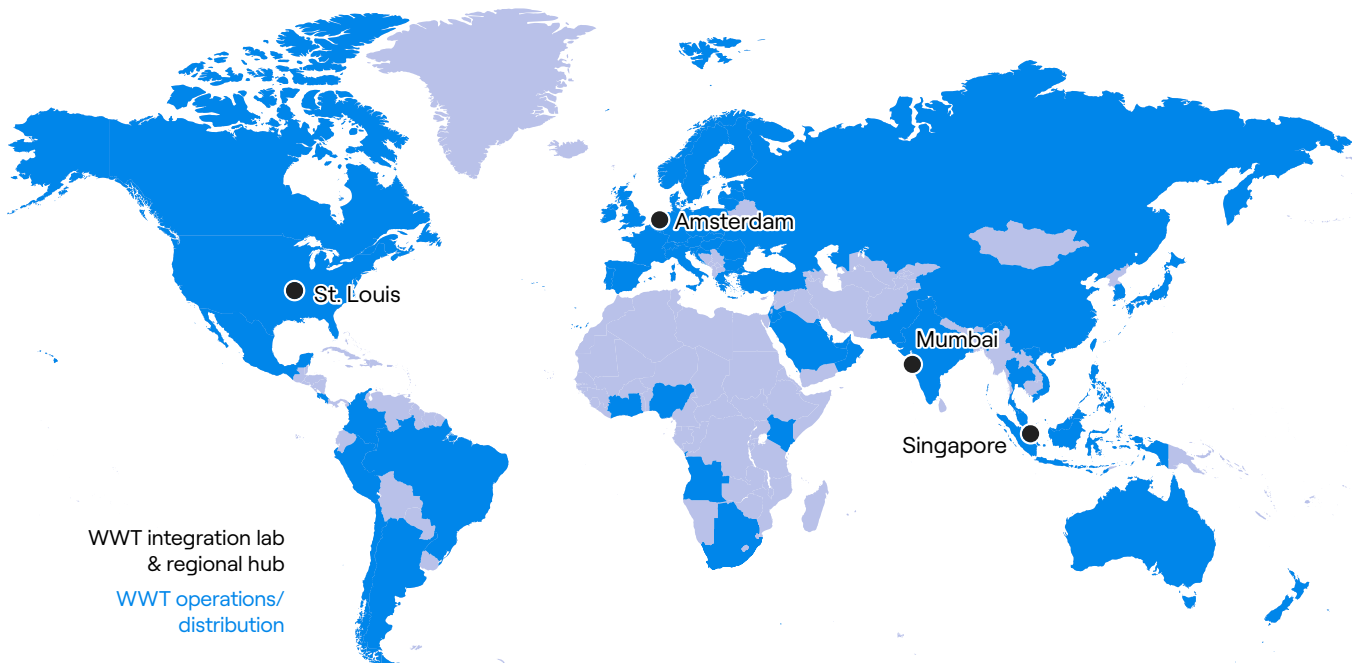 Amsterdam
St. Louis
Mumbai
Singapore
WWT integration lab
& regional hub
WWT operations/
distribution